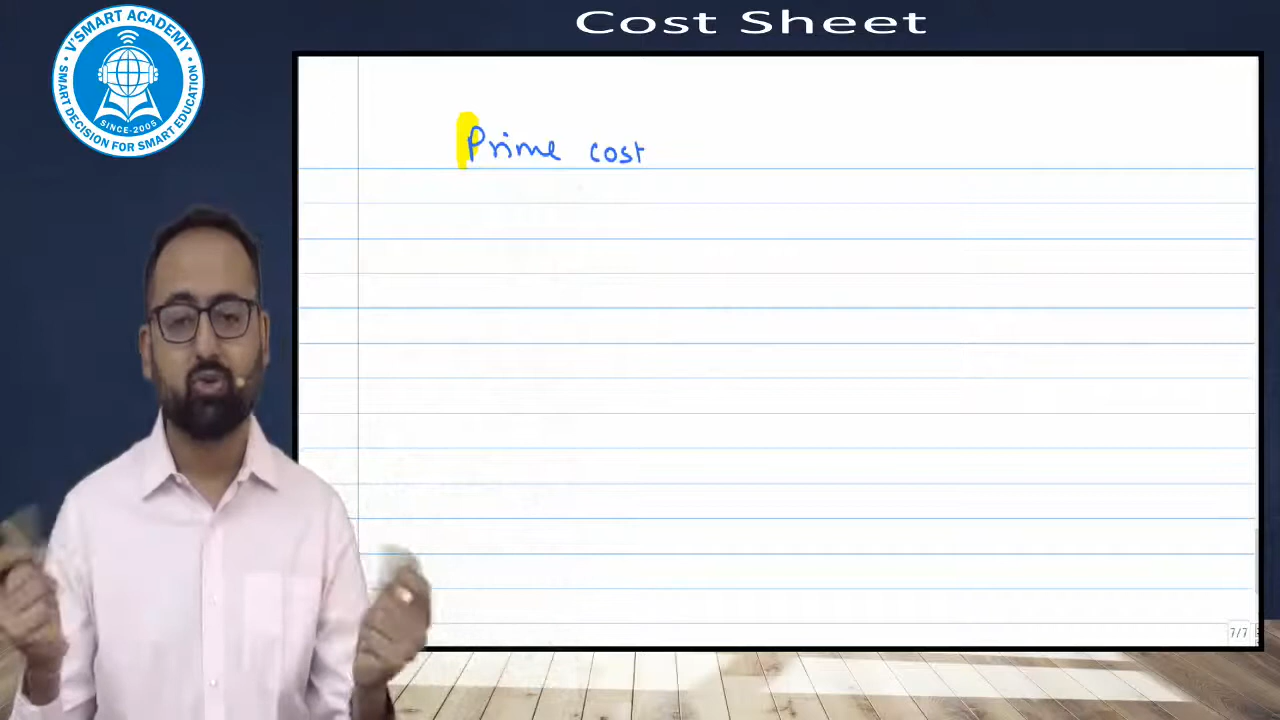 Cost Sheet
V'SMART ACADEMY
SMART DECISION FOR SMART EDUCATION
SINCE-2005
Prime cost
7/7